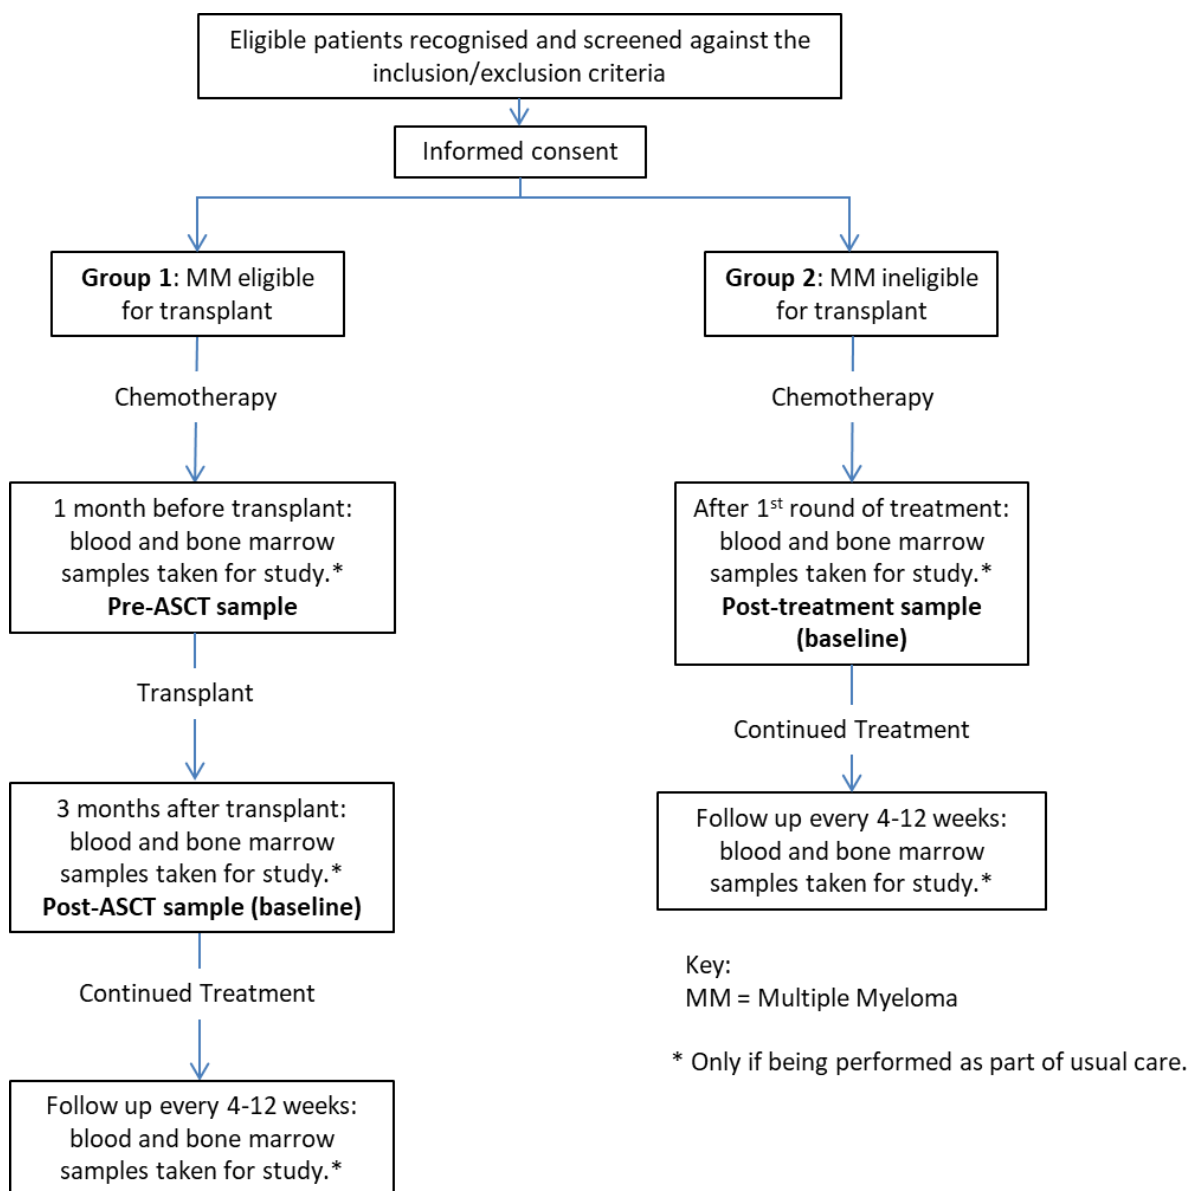 Eligible patients recognised and screened against the
inclusion/exclusion criteria
Informed consent
Group 1: MM eligible
for transplant
Chemotherapy
1 month before transplant:
blood and bone marrow
samples taken for study.*
Pre-ASCT sample
Transplant
3 months after transplant:
blood and bone marrow
samples taken for study.*
Post-ASCT sample (baseline)
Continued Treatment
Follow up every 4-12 weeks:
blood and bone marrow
samples taken for study.*
Group 2: MM ineligible
for transplant
Chemotherapy
After 1st round of treatment:
blood and bone marrow
samples taken for study.*
Post-treatment sample
(baseline)
Continued Treatment
Follow up every 4-12 weeks:
blood and bone marrow
samples taken for study.*
Key:
MM = Multiple Myeloma
* Only if being performed as part of usual care.